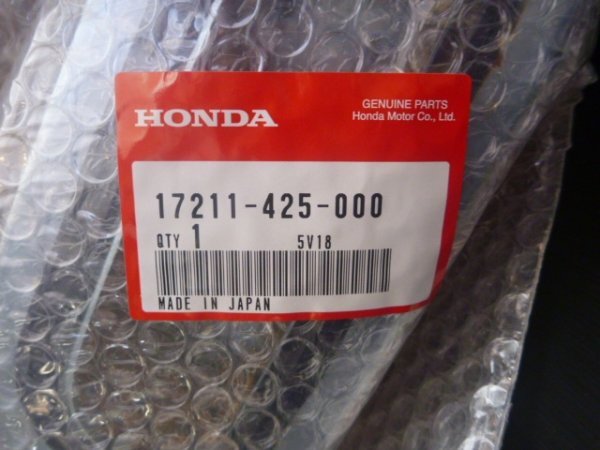 HONDA
GENUINE PARTS
Honda Motor Co., Ltd.
17211-425-000
QTY 1 5V18
MADE IN JAPAN